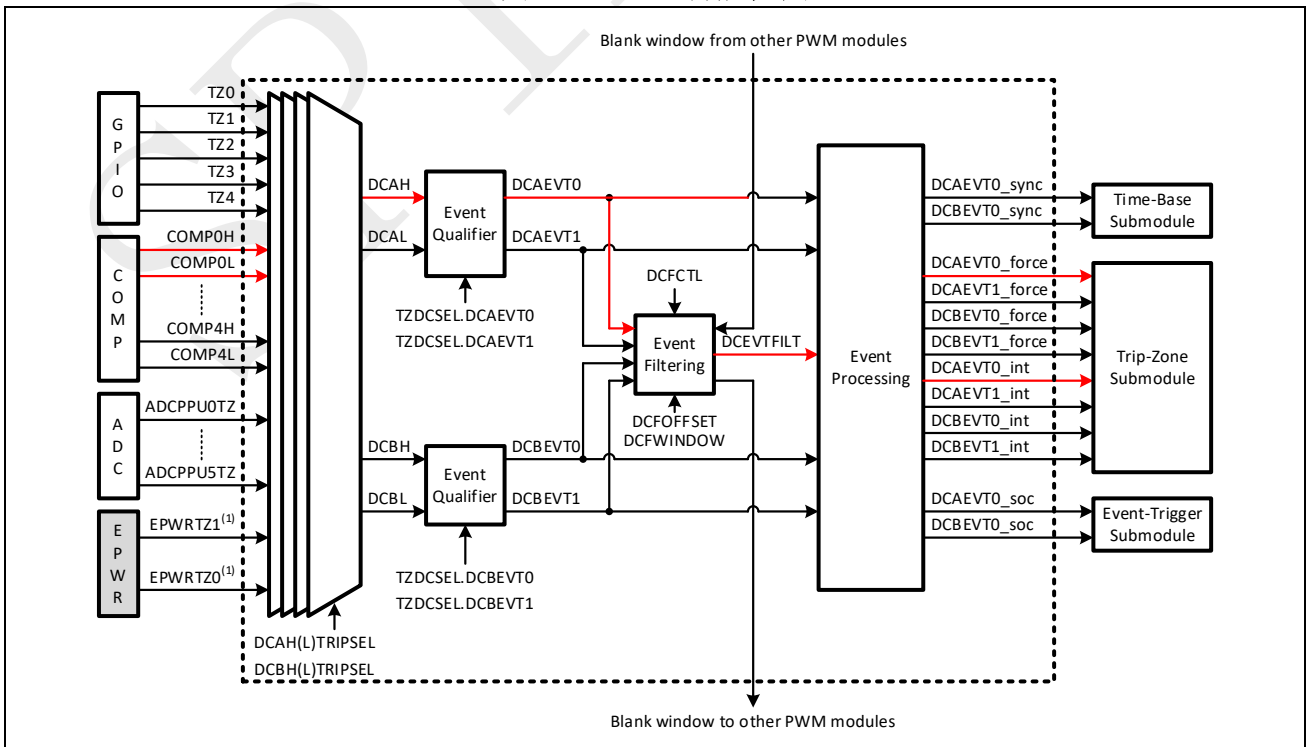 Blank window from other PWM modules
G
P
I
O
TZ0
TZ1
TZ2
TZ3
TZ4
C
O
M
P
COMP0H
COMP0L
COMP4H
COMP4L
A
D
C
ADCPPU0TZ
ADCPPU5TZ
E
P
W
R
EPWRTZ1(1)
EPWRTZ0(1)
DCAH(L)TRIPSEL
DCBH(L)TRIPSEL
DCAH
DCAL
Event
Qualifier
TZDCSEL.DCAEVT0
TZDCSEL.DCAEVT1
DCAEVT0
DCAEVT1
DCBH
DCBL
Event
Qualifier
TZDCSEL.DCBEVT0
TZDCSEL.DCBEVT1
DCBEVT0
DCBEVT1
DCFCTL
Event
Filtering
DCEVTFILT
DCFOFFSET
DCFWINDOW
Event
Processing
DCAEVT0_sync
DCBEVT0_sync
Time-Base
Submodule
DCAEVT0_force
DCAEVT1_force
DCBEVT0_force
DCBEVT1_force
DCAEVT0_int
DCAEVT1_int
DCBEVT0_int
DCBEVT1_int
Trip-Zone
Submodule
DCAEVT0_soc
DCBEVT0_soc
Event-Trigger
Submodule
Blank window to other PWM modules